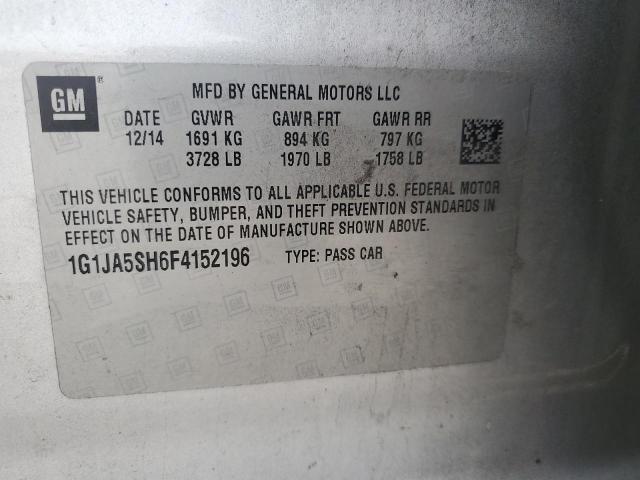 GM ®
MFD BY GENERAL MOTORS LLC
DATE GVWR GAWR FRT GAWR RR
12/14 1691 KG 894 KG 797 KG
3728 LB 1970 LB 1758 LB
THIS VEHICLE CONFORMS TO ALL APPLICABLE U.S. FEDERAL MOTOR
VEHICLE SAFETY, BUMPER, AND THEFT PREVENTION STANDARDS IN
EFFECT ON THE DATE OF MANUFACTURE SHOWN ABOVE.
1G1JA5SH6F4152196 TYPE: PASS CAR